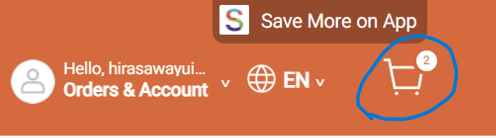 S Save More on App
Hello, hirasawayui...
Orders & Account
EN
2